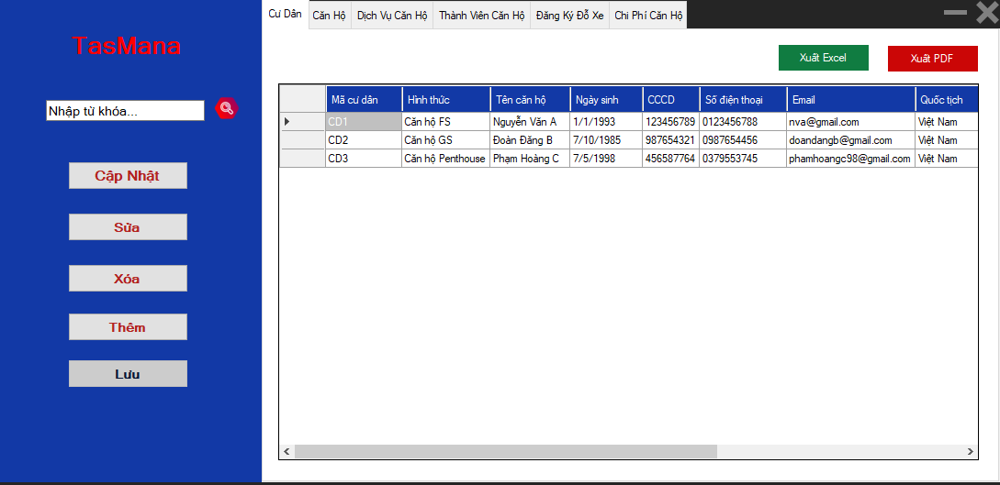 TasMana
Nhập từ khóa...
Cập Nhật
Sửa
Xóa
Thêm
Lưu
Cư Dân Căn Hộ Dịch Vụ Căn Hộ Thành Viên Căn Hộ Đăng Ký Đỗ Xe Chi Phí Căn Hộ
Xuất Excel Xuất PDF
Mã cư dân Hình thức Tên căn hộ Ngày sinh CCCD Số điện thoại Email Quốc tịch
CD1 Căn hộ FS Nguyễn Văn A 1/1/1993 123456789 0123456788 nva@gmail.com Việt Nam
CD2 Căn hộ GS Đoàn Đăng B 7/10/1985 987654321 0987654456 doandangb@gmail.com Việt Nam
CD3 Căn hộ Penthouse Phạm Hoàng C 7/5/1998 456587764 0379553745 phamhoangc98@gmail.com Việt Nam